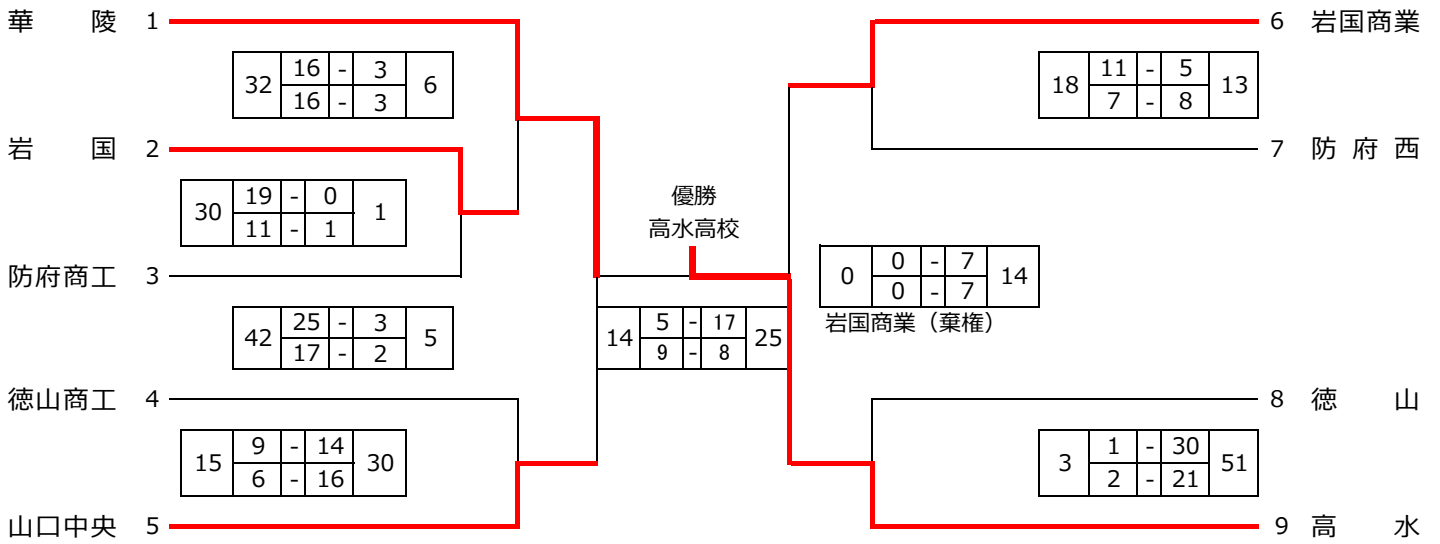 華 陵 1
6 岩国商業
32 16 - 3 6
16 - 3
18 11 - 5 13
7 - 8
岩 国 2
7 防 府 西
30 19 - 0 1
11 - 1
優勝
高水高校
0 0 - 7 14
0 - 7
岩国商業（棄権）
防府商工 3
42 25 - 3 5
17 - 2
14 5 - 17 25
9 - 8
徳山商工 4
8 徳 山
15 9 - 14 30
6 - 16
3 1 - 30 51
2 - 21
山口中央 5
9 高 水